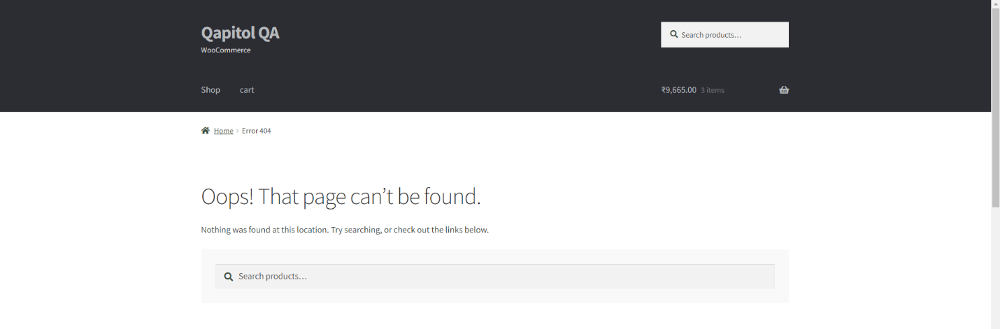 Qapitol QA
WooCommerce
Search products…
Shop cart
₹9,665.00 3 items
Home > Error 404
Oops! That page can’t be found.
Nothing was found at this location. Try searching, or check out the links below.
Search products…